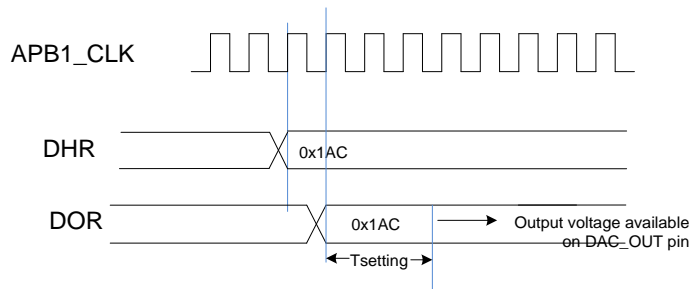 APB1_CLK
DHR
0x1AC
DOR
0x1AC
Output voltage available
on DAC_OUT pin
Tsetting